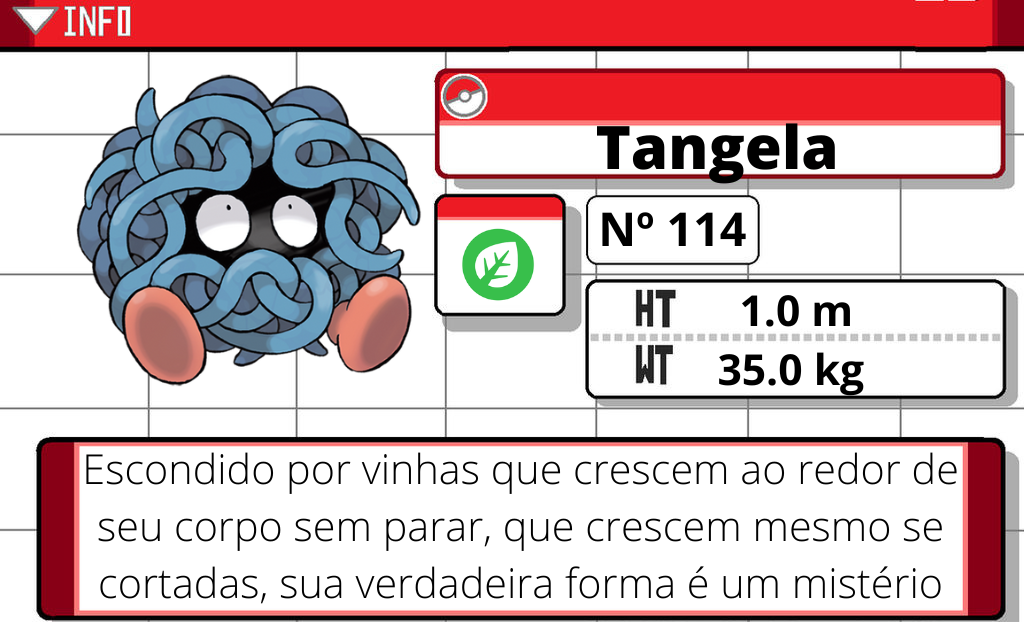 INFO
Tangela
Nº 114
HT 1.0 m
WT 35.0 kg
Escondido por vinhas que crescem ao redor de
seu corpo sem parar, que crescem mesmo se
cortadas, sua verdadeira forma é um mistério